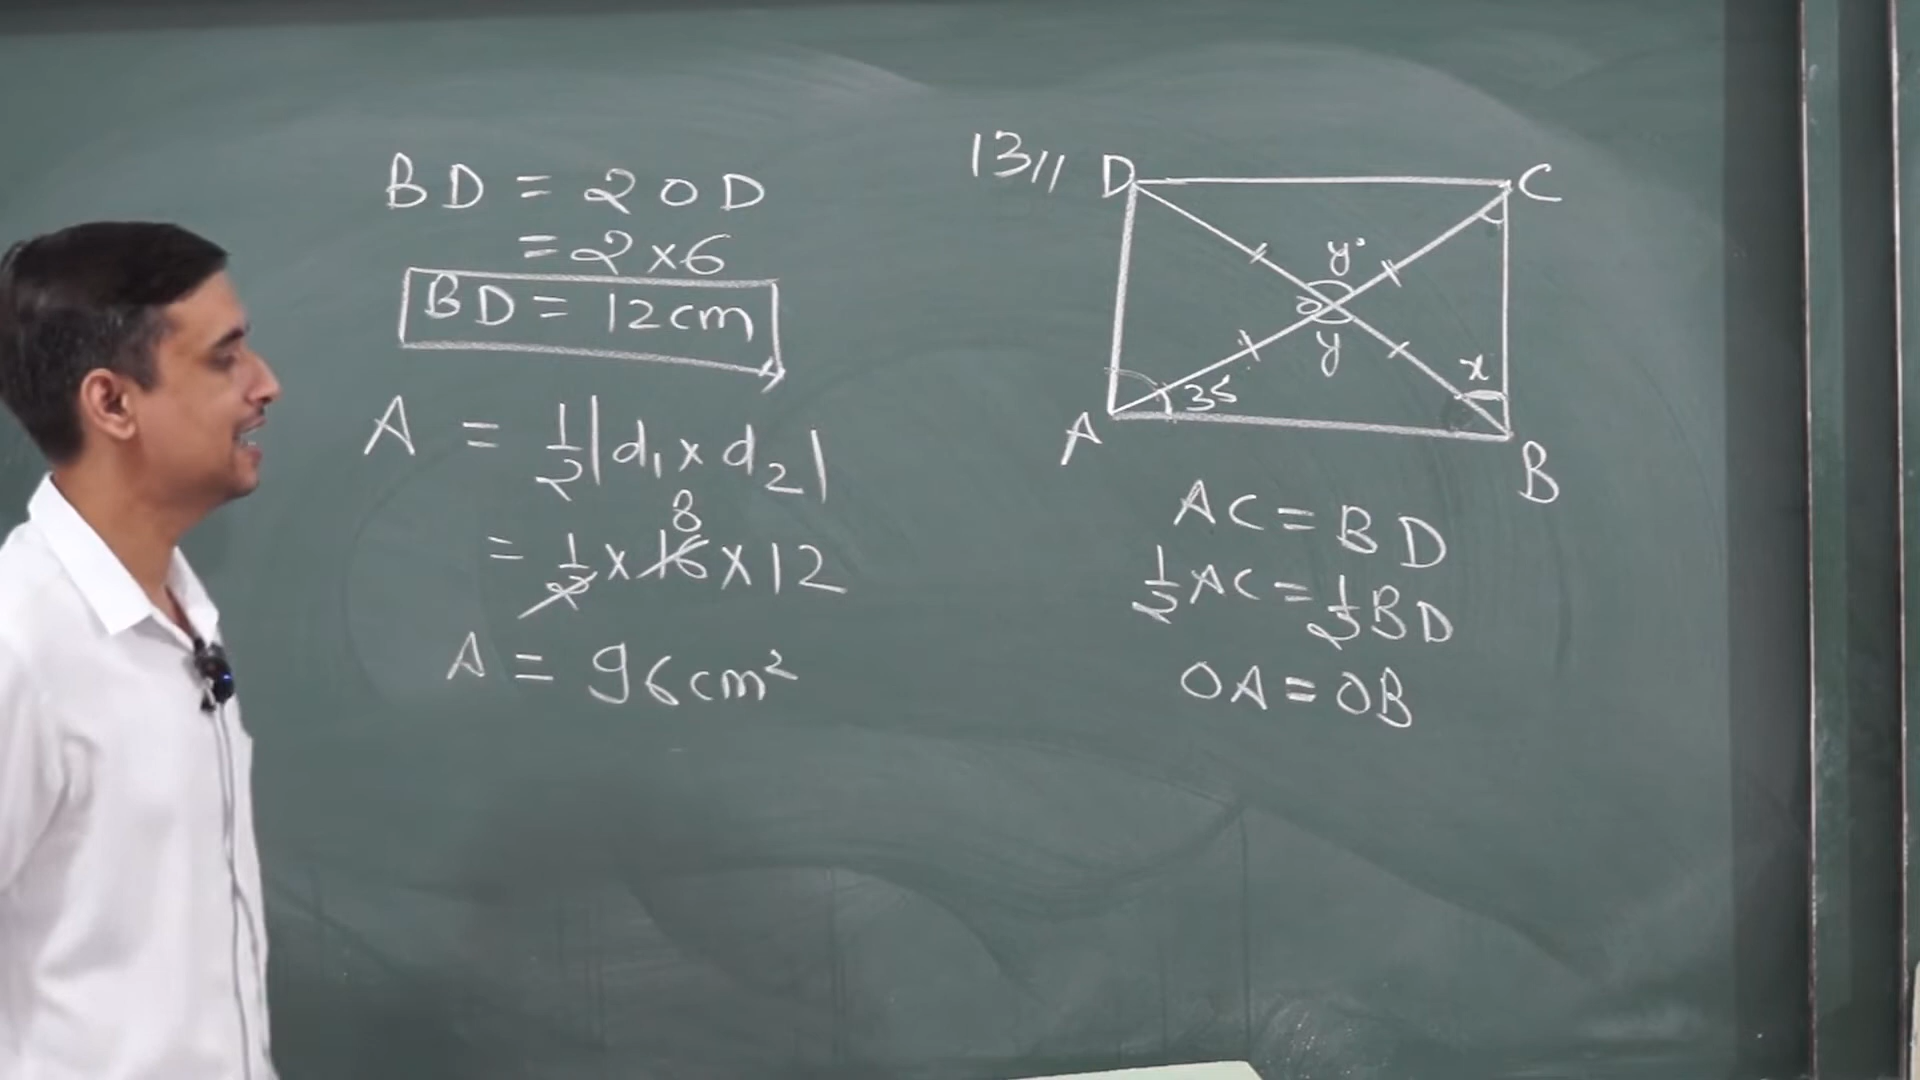 BD = 2OD
= 2×6
BD = 12cm
A = 1/2|d₁×d₂|
8
= 1/2×16×12
A = 96cm²
13//
D
C
y°
O
y
x
35
A
B
AC = BD
1/2AC = 1/2BD
OA = OB